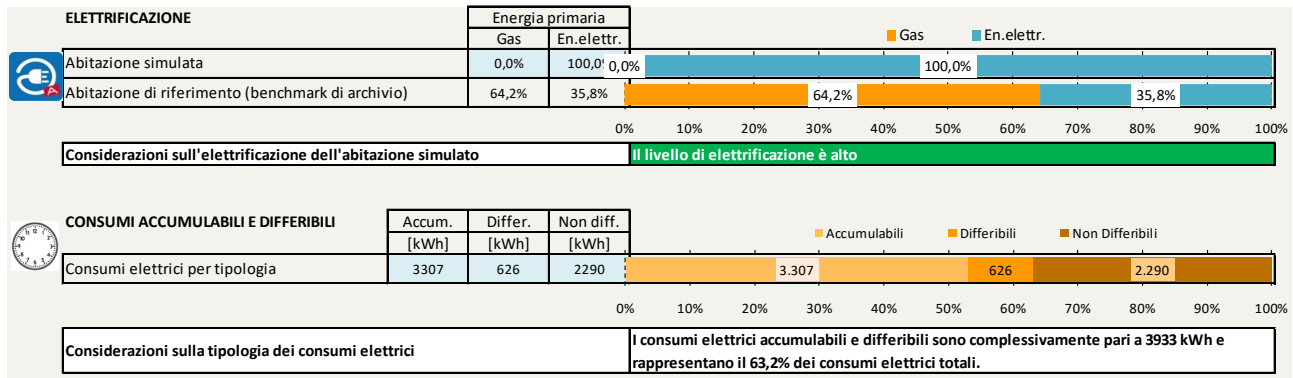 ELETTRIFICAZIONE Energia primaria
Gas En.elettr. Gas En.elettr.
Abitazione simulata 0,0% 100,0% 0,0% 100,0%
Abitazione di riferimento (benchmark di archivio) 64,2% 35,8% 64,2% 35,8%
0% 10% 20% 30% 40% 50% 60% 70% 80% 90% 100%
Considerazioni sull'elettrificazione dell'abitazione simulato Il livello di elettrificazione è alto
CONSUMI ACCUMULABILI E DIFFERIBILI Accum. Differ. Non diff.
[kWh] [kWh] [kWh] Accumulabili Differibili Non Differibili
Consumi elettrici per tipologia 3307 626 2290 3.307 626 2.290
0% 10% 20% 30% 40% 50% 60% 70% 80% 90% 100%
Considerazioni sulla tipologia dei consumi elettrici
I consumi elettrici accumulabili e differibili sono complessivamente pari a 3933 kWh e
rappresentano il 63,2% dei consumi elettrici totali.